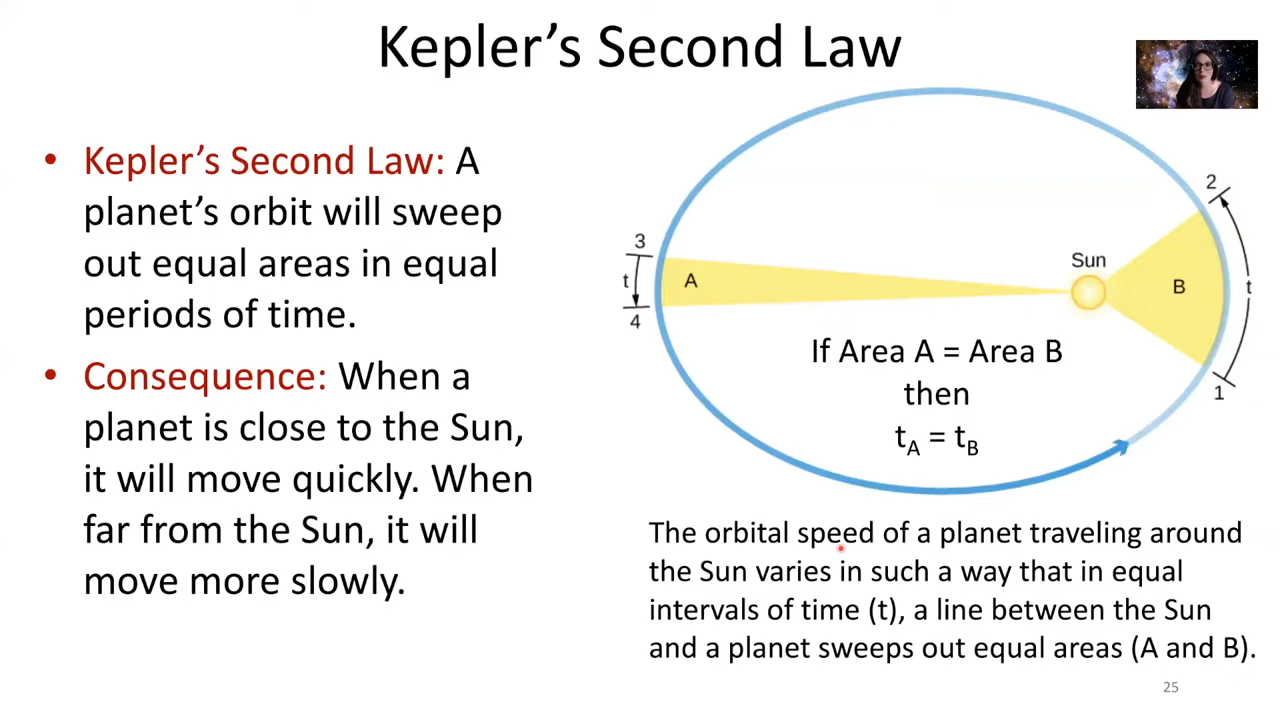 Kepler’s Second Law
• Kepler’s Second Law: A
planet’s orbit will sweep
out equal areas in equal
periods of time.
• Consequence: When a
planet is close to the Sun,
it will move quickly. When
far from the Sun, it will
move more slowly.
2
3
Sun
t
A
B
t
4
If Area A = Area B
1
then
tA = tB
The orbital speed of a planet traveling around
the Sun varies in such a way that in equal
intervals of time (t), a line between the Sun
and a planet sweeps out equal areas (A and B).
25